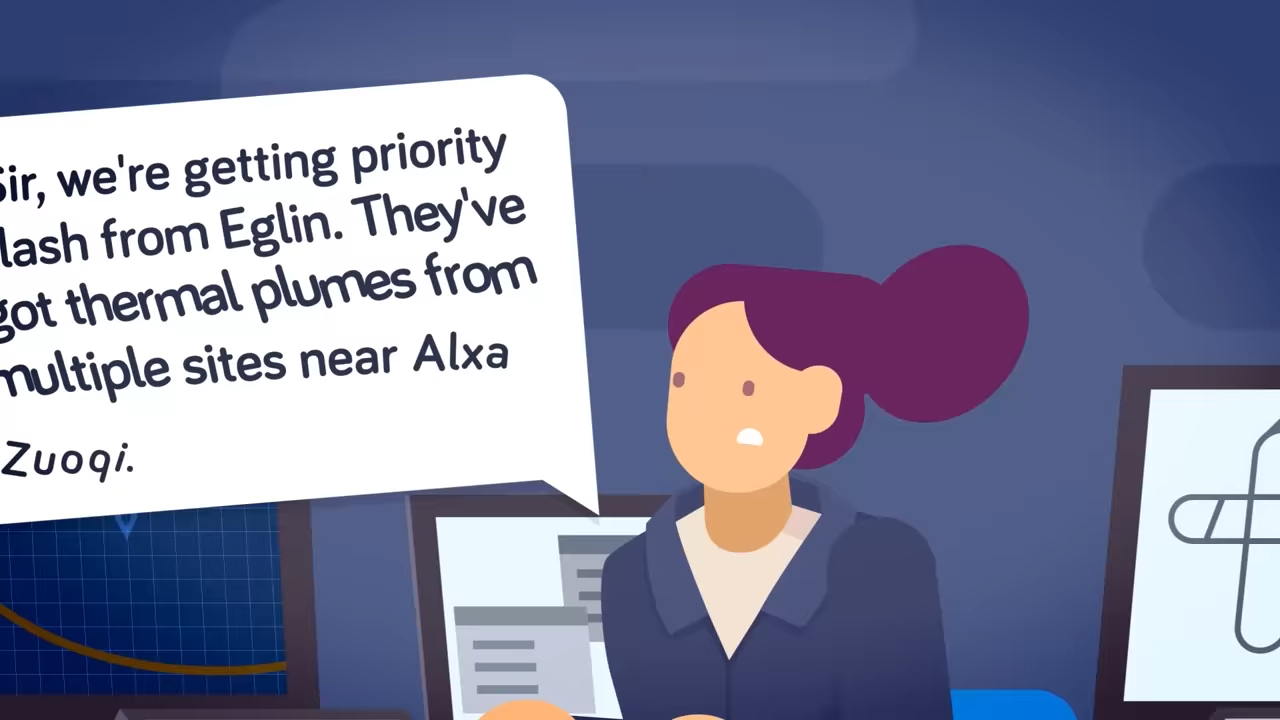 Sir, we're getting priority
lash from Eglin. They've
got thermal plumes from
multiple sites near Alxa
Zuoqi.